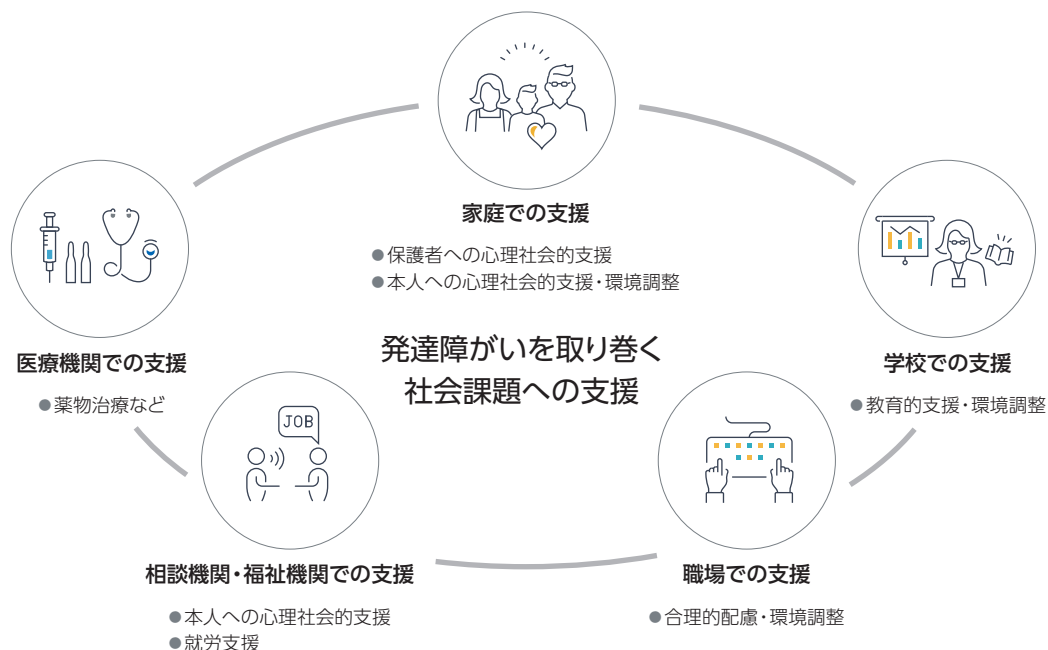 家庭での支援
●保護者への心理社会的支援
●本人への心理社会的支援・環境調整
医療機関での支援
●薬物治療など
発達障がいを取り巻く
社会課題への支援
学校での支援
●教育的支援・環境調整
JOB
相談機関・福祉機関での支援
●本人への心理社会的支援
●就労支援
職場での支援
●合理的配慮・環境調整